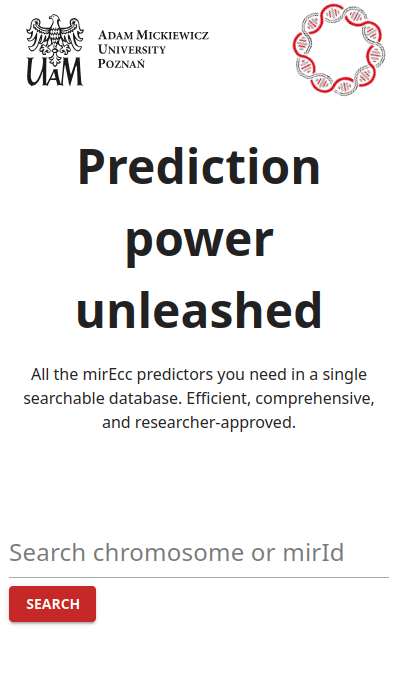 UAM
ADAM MICKIEWICZ
UNIVERSITY
POZNAŃ
Prediction
power
unleashed
All the mirEcc predictors you need in a single
searchable database. Efficient, comprehensive,
and researcher-approved.
Search chromosome or mirId
SEARCH